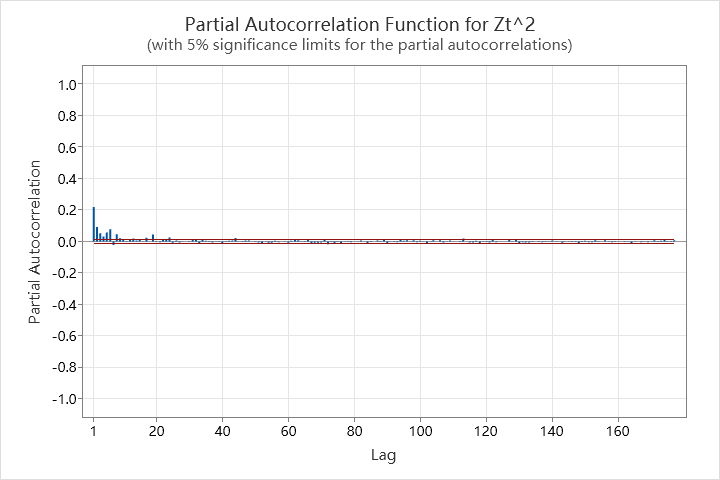 Partial Autocorrelation Function for Zt^2
(with 5% significance limits for the partial autocorrelations)
1.0
0.8
0.6
0.4
0.2
0.0
-0.2
-0.4
-0.6
-0.8
-1.0
Partial Autocorrelation
1 20 40 60 80 100 120 140 160
Lag